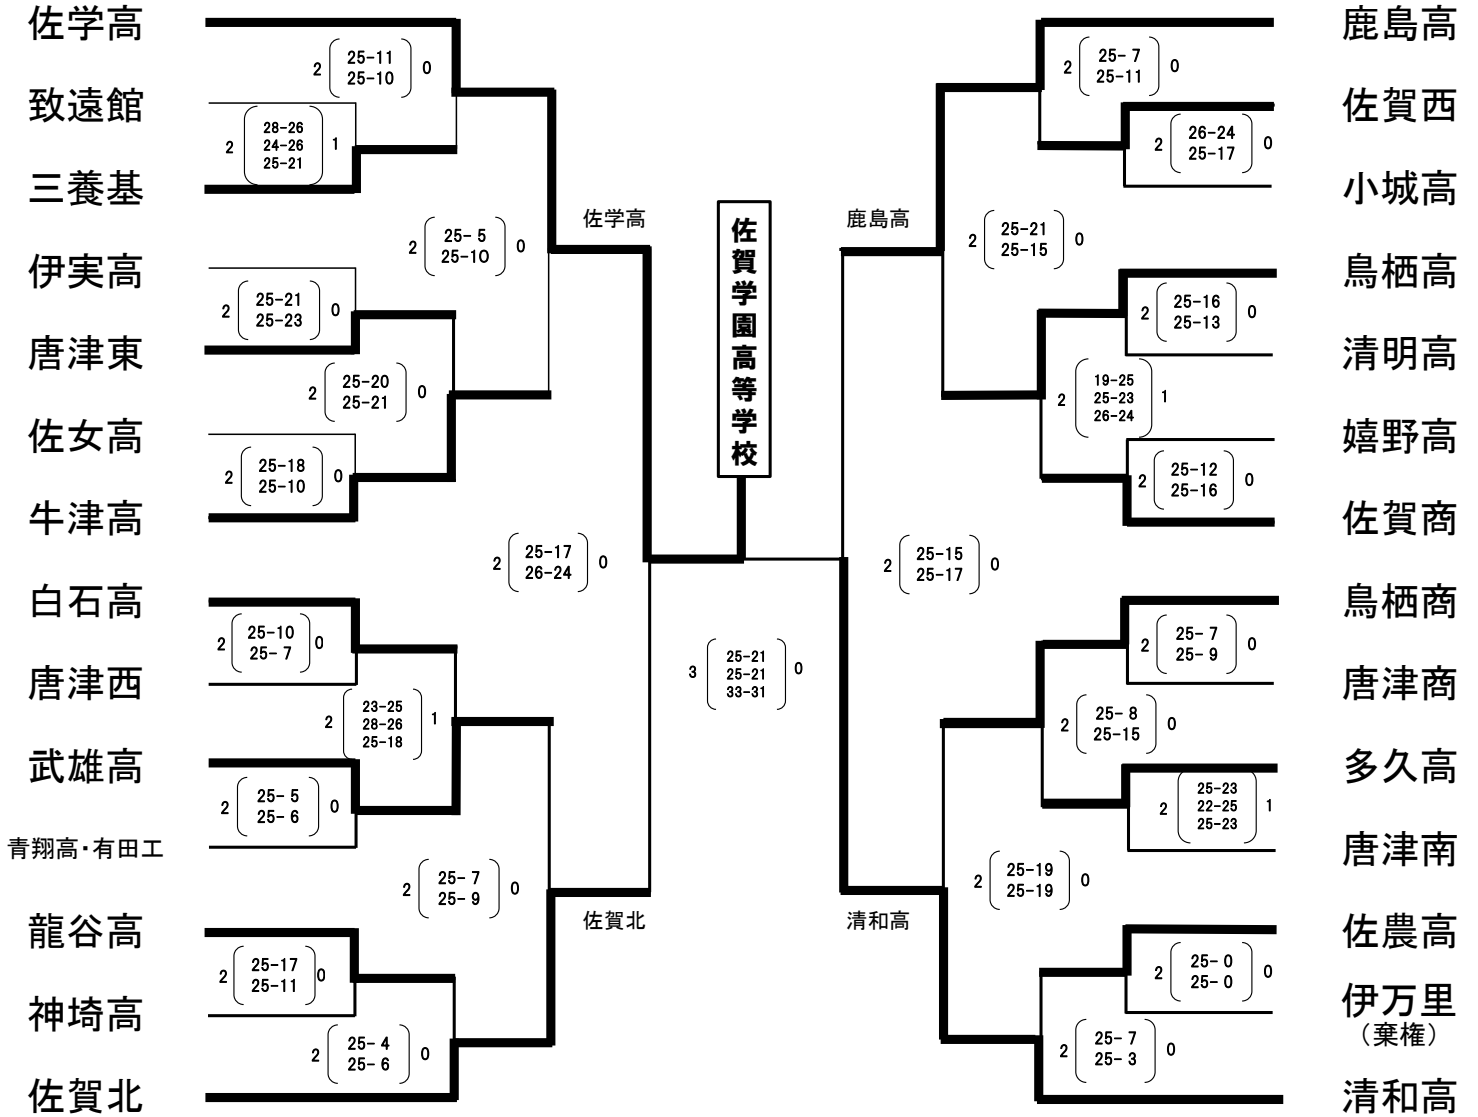 佐学高
致遠館
三養基
伊実高
唐津東
佐女高
牛津高
白石高
唐津西
武雄高
青翔高・有田工
龍谷高
神埼高
佐賀北
2 25-11 0
25-10
28-26
2 24-26 1
25-21
2 25- 5 0
25-10
2 25-21 0
25-23
2 25-20 0
25-21
2 25-18 0
25-10
2 25-17 0
26-24
2 25-10 0
25- 7
23-25
2 28-26 1
25-18
2 25- 5 0
25- 6
2 25- 7 0
25- 9
2 25-17 0
25-11
2 25- 4 0
25- 6
佐学高
佐賀北
佐賀学園高等学校
25-21
3 25-21 0
33-31
鹿島高
清和高
2 25- 7 0
25-11
2 26-24 0
25-17
2 25-21 0
25-15
2 25-16 0
25-13
19-25
2 25-23 1
26-24
2 25-12 0
25-16
2 25-15 0
25-17
2 25- 7 0
25- 9
2 25- 8 0
25-15
25-23
2 22-25 1
25-23
2 25-19 0
25-19
2 25- 0 0
25- 0
2 25- 7 0
25- 3
鹿島高
佐賀西
小城高
鳥栖高
清明高
嬉野高
佐賀商
鳥栖商
唐津商
多久高
唐津南
佐農高
伊万里
（棄権）
清和高